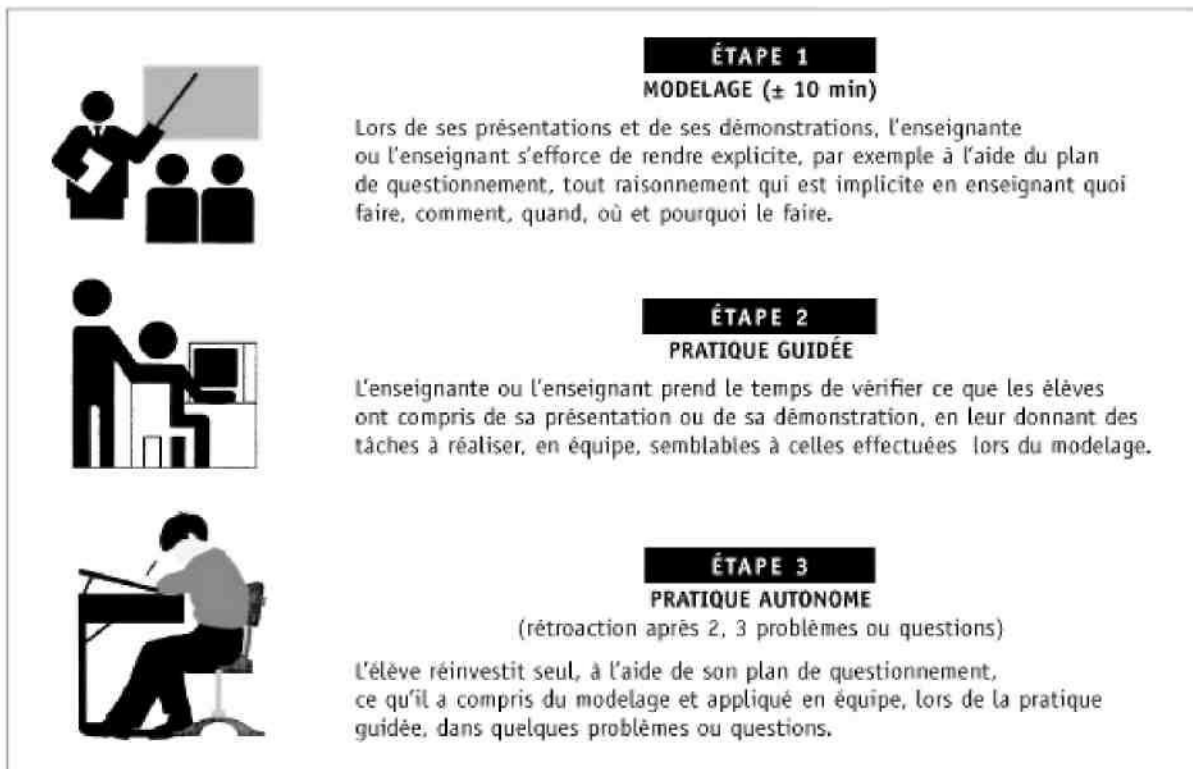 ÉTAPE 1
MODELAGE (± 10 min)
Lors de ses présentations et de ses démonstrations, l'enseignante
ou l'enseignant s'efforce de rendre explicite, par exemple à l'aide du plan
de questionnement, tout raisonnement qui est implicite en enseignant quoi
faire, comment, quand, où et pourquoi le faire.
ÉTAPE 2
PRATIQUE GUIDÉE
L'enseignante ou l'enseignant prend le temps de vérifier ce que les élèves
ont compris de sa présentation ou de sa démonstration, en leur donnant des
tâches à réaliser, en équipe, semblables à celles effectuées lors du modelage.
ÉTAPE 3
PRATIQUE AUTONOME
(rétroaction après 2, 3 problèmes ou questions)
L'élève réinvestit seul, à l'aide de son plan de questionnement,
ce qu'il a compris du modelage et appliqué en équipe, lors de la pratique
guidée, dans quelques problèmes ou questions.